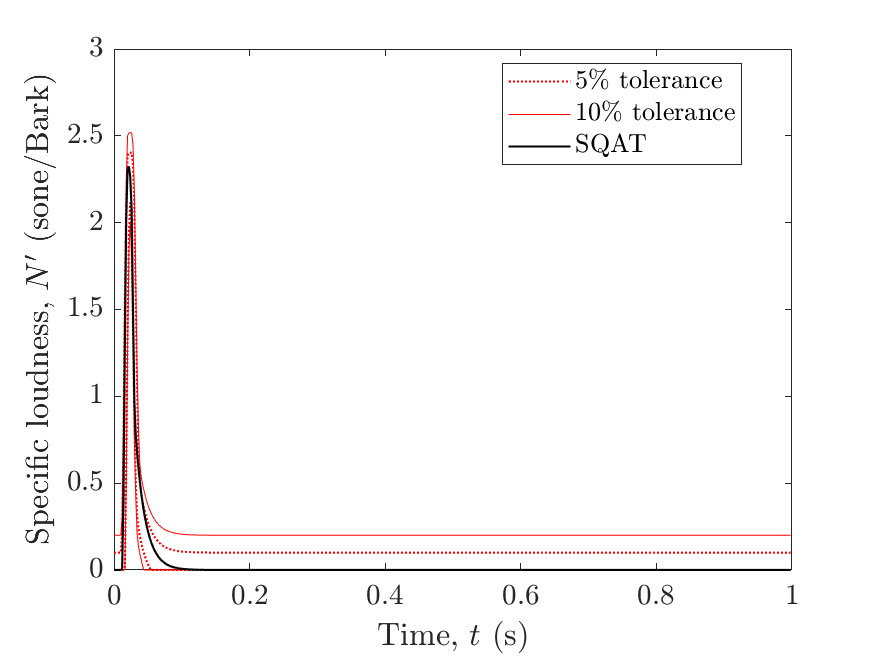 3
2.5
2
1.5
1
0.5
0
0
0.2
0.4
0.6
0.8
1
Specific loudness, N′ (sone/Bark)
Time, t (s)
5% tolerance
10% tolerance
SQAT